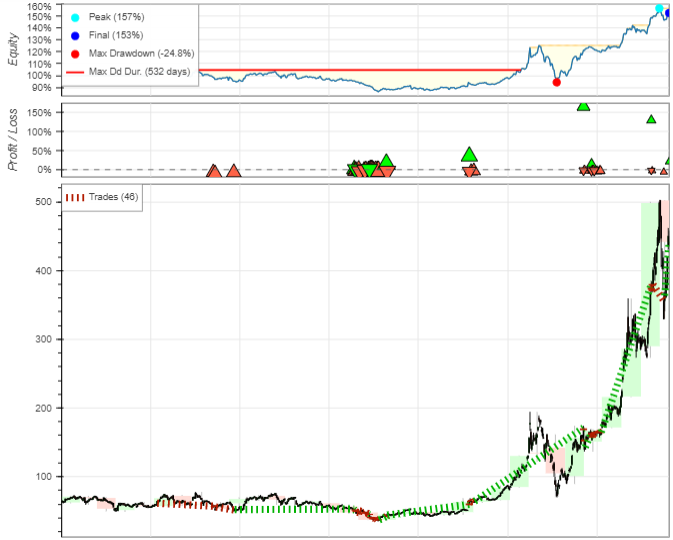 160%
150%
140%
130%
120%
110%
100%
90%
Equity
Peak (157%)
Final (153%)
Max Drawdown (-24.8%)
Max Dd Dur. (532 days)
150%
100%
50%
0%
Profit / Loss
Trades (46)
500
400
300
200
100